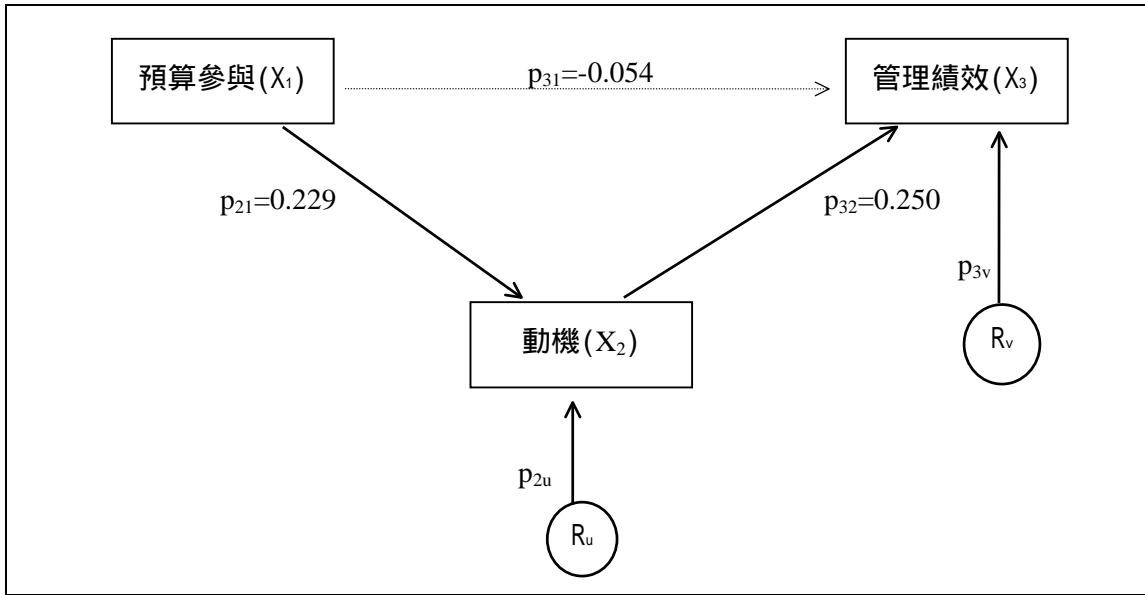 預算參與(X₁)
p₃₁=-0.054
管理績效(X₃)
p₂₁=0.229
p₃₂=0.250
p₃ᵥ
動機(X₂)
Rᵥ
p₂ᵤ
Rᵤ